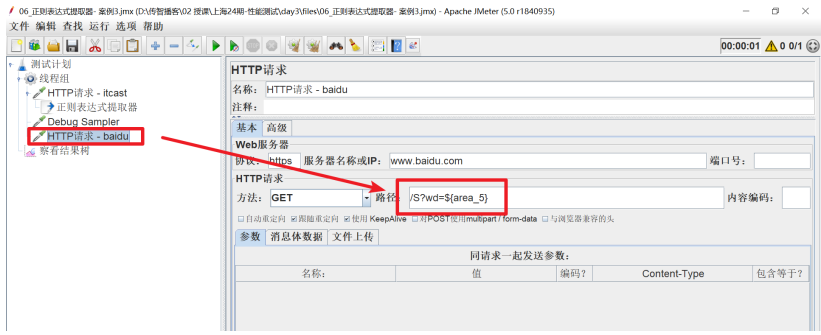 06_正则表达式提取器- 案例3.jmx (D:\传智播客\02 授课\上海24期-性能测试\day3\files\06_正则表达式提取器- 案例3.jmx) - Apache JMeter (5.0 r1840935)
文件 编辑 查找 运行 选项 帮助
00:00:01 0 0/1
测试计划
线程组
HTTP请求 - itcast
正则表达式提取器
Debug Sampler
HTTP请求 - baidu
察看结果树
HTTP请求
名称: HTTP请求 - baidu
注释:
基本 高级
Web服务器
协议: https 服务器名称或IP: www.baidu.com 端口号:
HTTP请求
方法: GET 路径: /S?wd=${area_5} 内容编码:
自动重定向 跟随重定向 使用 KeepAlive 对POST使用multipart / form-data 与浏览器兼容的头
参数 消息体数据 文件上传
同请求一起发送参数:
名称: 值 编码? Content-Type 包含等于?